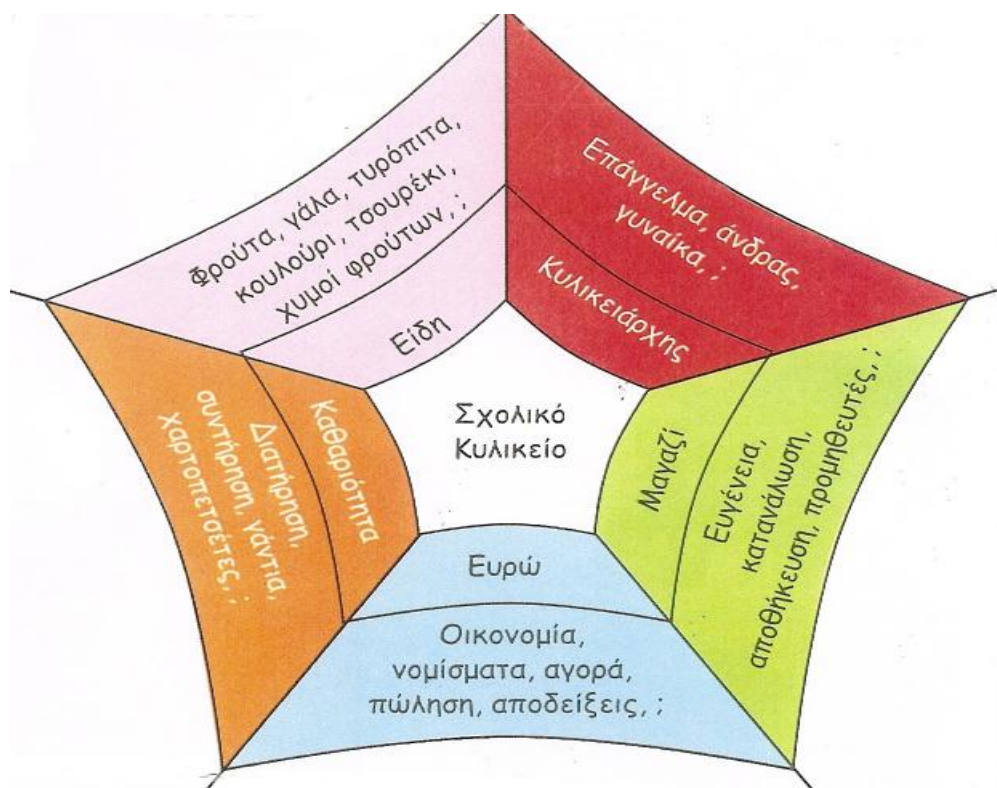 Φρούτα, γάλα, τυρόπιτα,
κουλούρι, τσουρέκι,
χυμοί φρούτων, ;
Είδη
Επάγγελμα, άνδρας,
γυναίκα, ;
Κυλικειάρχης
Σχολικό
Κυλικείο
Μαγαζί
Ευγένεια,
κατανάλωση,
αποθήκευση, προμηθευτές, ;
Καθαριότητα
Διατήρηση,
συντήρηση, γάντια,
χαρτοπετσέτες, ;
Ευρώ
Οικονομία,
νομίσματα, αγορά,
πώληση, αποδείξεις, ;